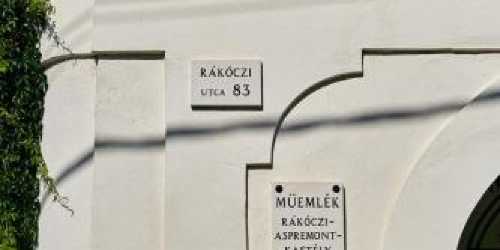 RÁKÓCZI
UTCA 83
MŰEMLÉK
RÁKÓCZI-
ASPREMONT-
KASTÉLY